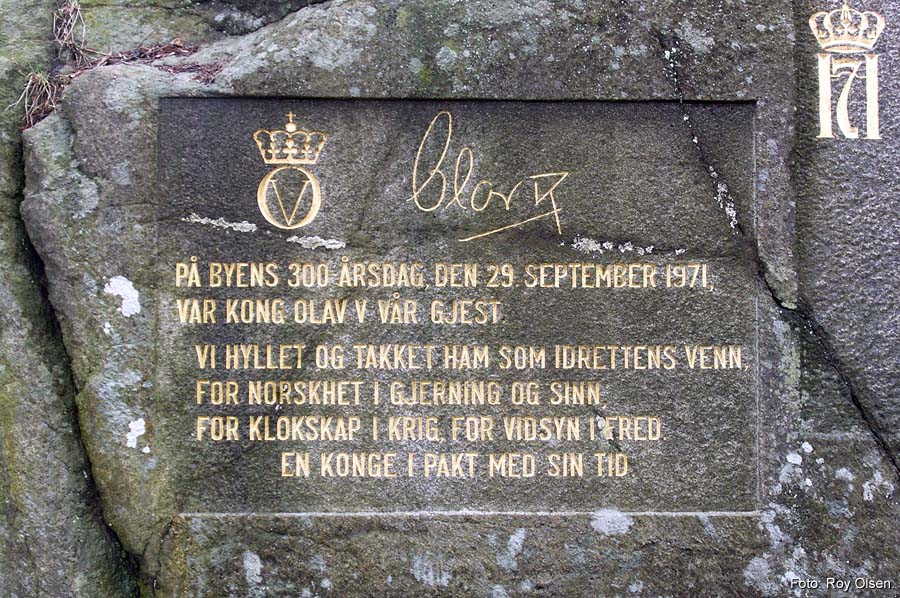 Olav R
171
V
PÅ BYENS 300 ÅRSDAG, DEN 29. SEPTEMBER 1971,
VAR KONG OLAV V VÅR GJEST.
VI HYLLET OG TAKKET HAM SOM IDRETTENS VENN,
FOR NORSKHET I GJERNING OG SINN,
FOR KLOKSKAP I KRIG, FOR VIDSYN I FRED.
EN KONGE I PAKT MED SIN TID
Foto: Roy Olsen.